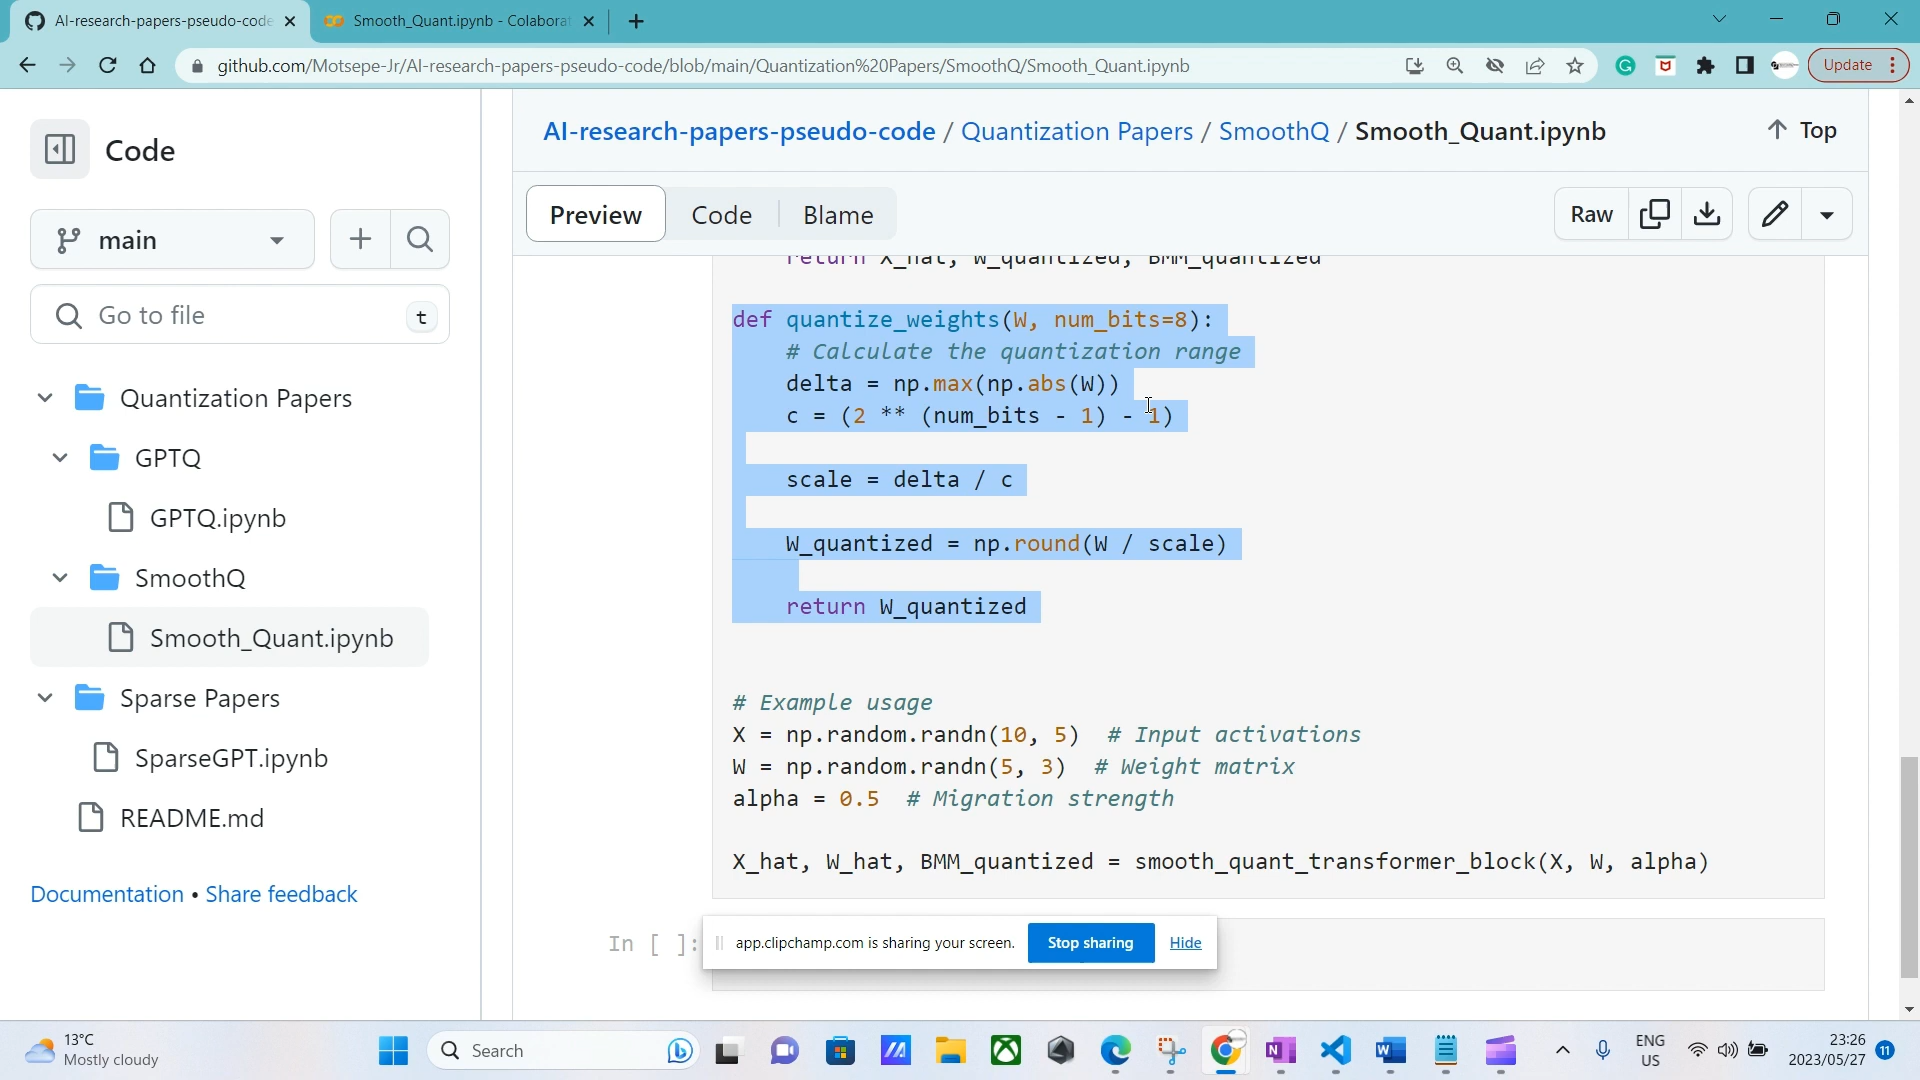 AI-research-papers-pseudo-code
Smooth_Quant.ipynb - Colaborat
github.com/Motsepe-Jr/AI-research-papers-pseudo-code/blob/main/Quantization%20Papers/SmoothQ/Smooth_Quant.ipynb
Update
Code
main
Go to file
t
Quantization Papers
GPTQ
GPTQ.ipynb
SmoothQ
Smooth_Quant.ipynb
Sparse Papers
SparseGPT.ipynb
README.md
Documentation • Share feedback
AI-research-papers-pseudo-code / Quantization Papers / SmoothQ / Smooth_Quant.ipynb
Top
Preview
Code
Blame
Raw
return X_hat, W_quantized, BMM_quantized
def quantize_weights(W, num_bits=8):
# Calculate the quantization range
delta = np.max(np.abs(W))
c = (2 ** (num_bits - 1) - 1)
scale = delta / c
W_quantized = np.round(W / scale)
return W_quantized
# Example usage
X = np.random.randn(10, 5)  # Input activations
W = np.random.randn(5, 3)  # Weight matrix
alpha = 0.5  # Migration strength
X_hat, W_hat, BMM_quantized = smooth_quant_transformer_block(X, W, alpha)
In [ ]:
app.clipchamp.com is sharing your screen.
Stop sharing
Hide
13°C
Mostly cloudy
Search
ENG
US
23:26
2023/05/27
11